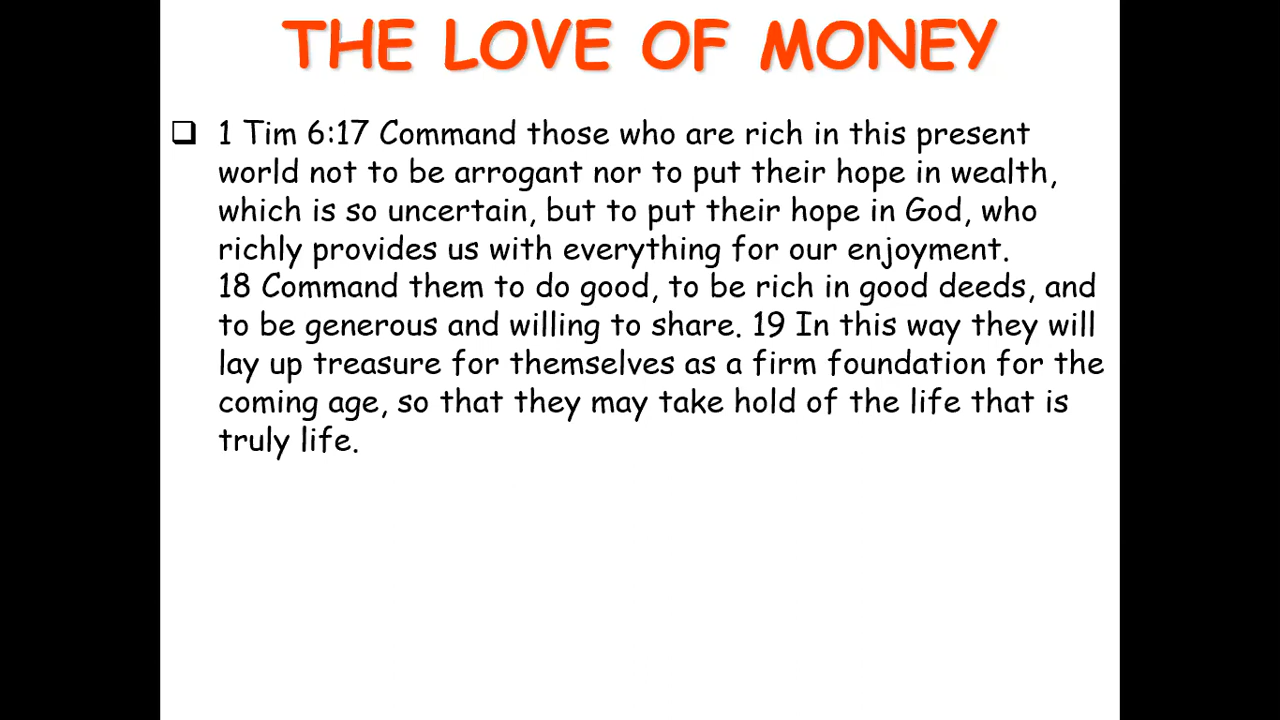 THE LOVE OF MONEY
1 Tim 6:17 Command those who are rich in this present
world not to be arrogant nor to put their hope in wealth,
which is so uncertain, but to put their hope in God, who
richly provides us with everything for our enjoyment.
18 Command them to do good, to be rich in good deeds, and
to be generous and willing to share. 19 In this way they will
lay up treasure for themselves as a firm foundation for the
coming age, so that they may take hold of the life that is
truly life.